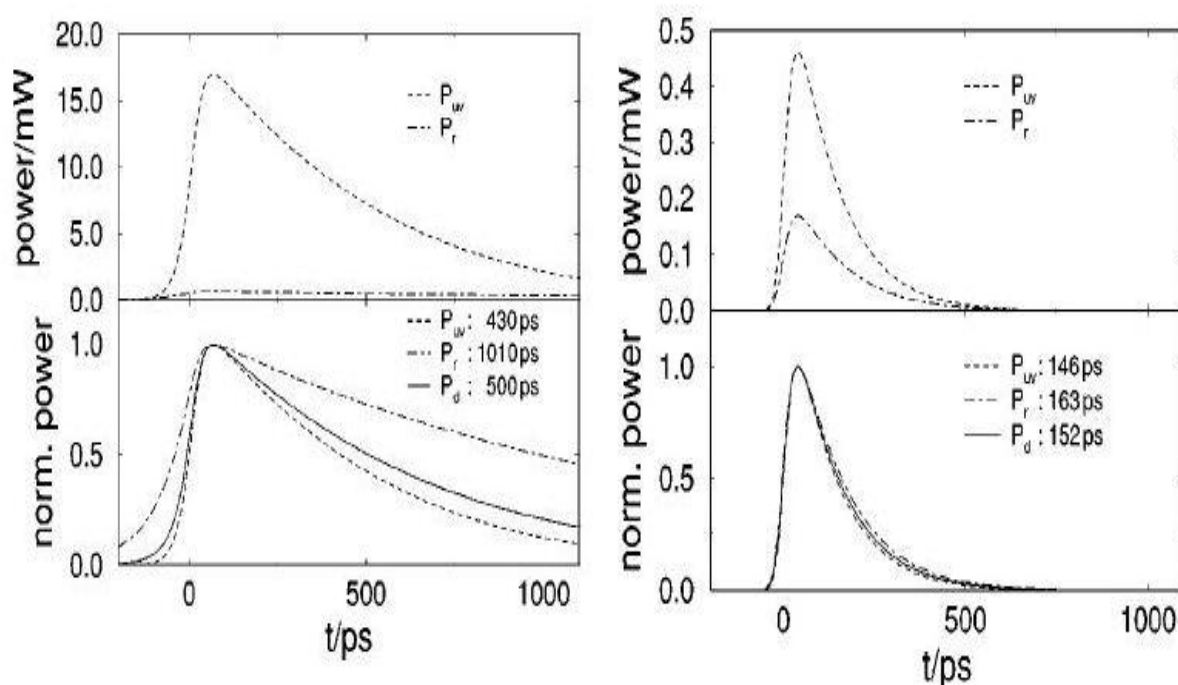 power/mW
20.0
15.0
10.0
5.0
0.0
P_uv
P_r
norm. power
1.0
0.5
0.0
P_uv : 430ps
P_r : 1010ps
P_d : 500ps
0 500 1000
t/ps
power/mW
0.5
0.4
0.3
0.2
0.1
0.0
P_uv
P_r
norm. power
1.0
0.5
0.0
P_uv : 146ps
P_r : 163ps
P_d : 152ps
0 500 1000
t/ps